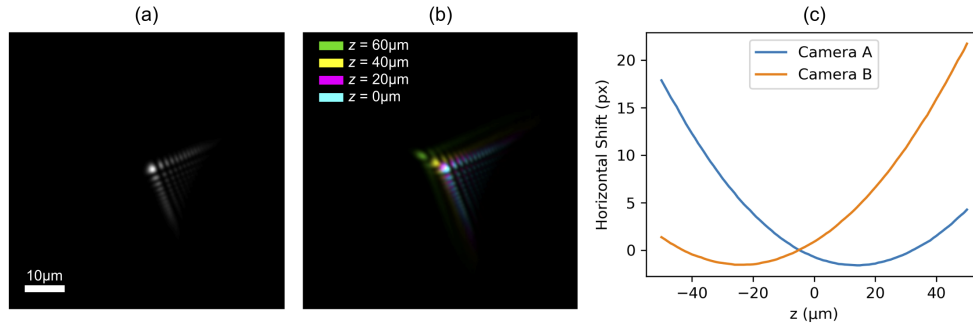 (a)
(b)
(c)
10μm
z = 60μm
z = 40μm
z = 20μm
z = 0μm
Camera A
Camera B
Horizontal Shift (px)
20
15
10
5
0
−40
−20
0
20
40
z (μm)